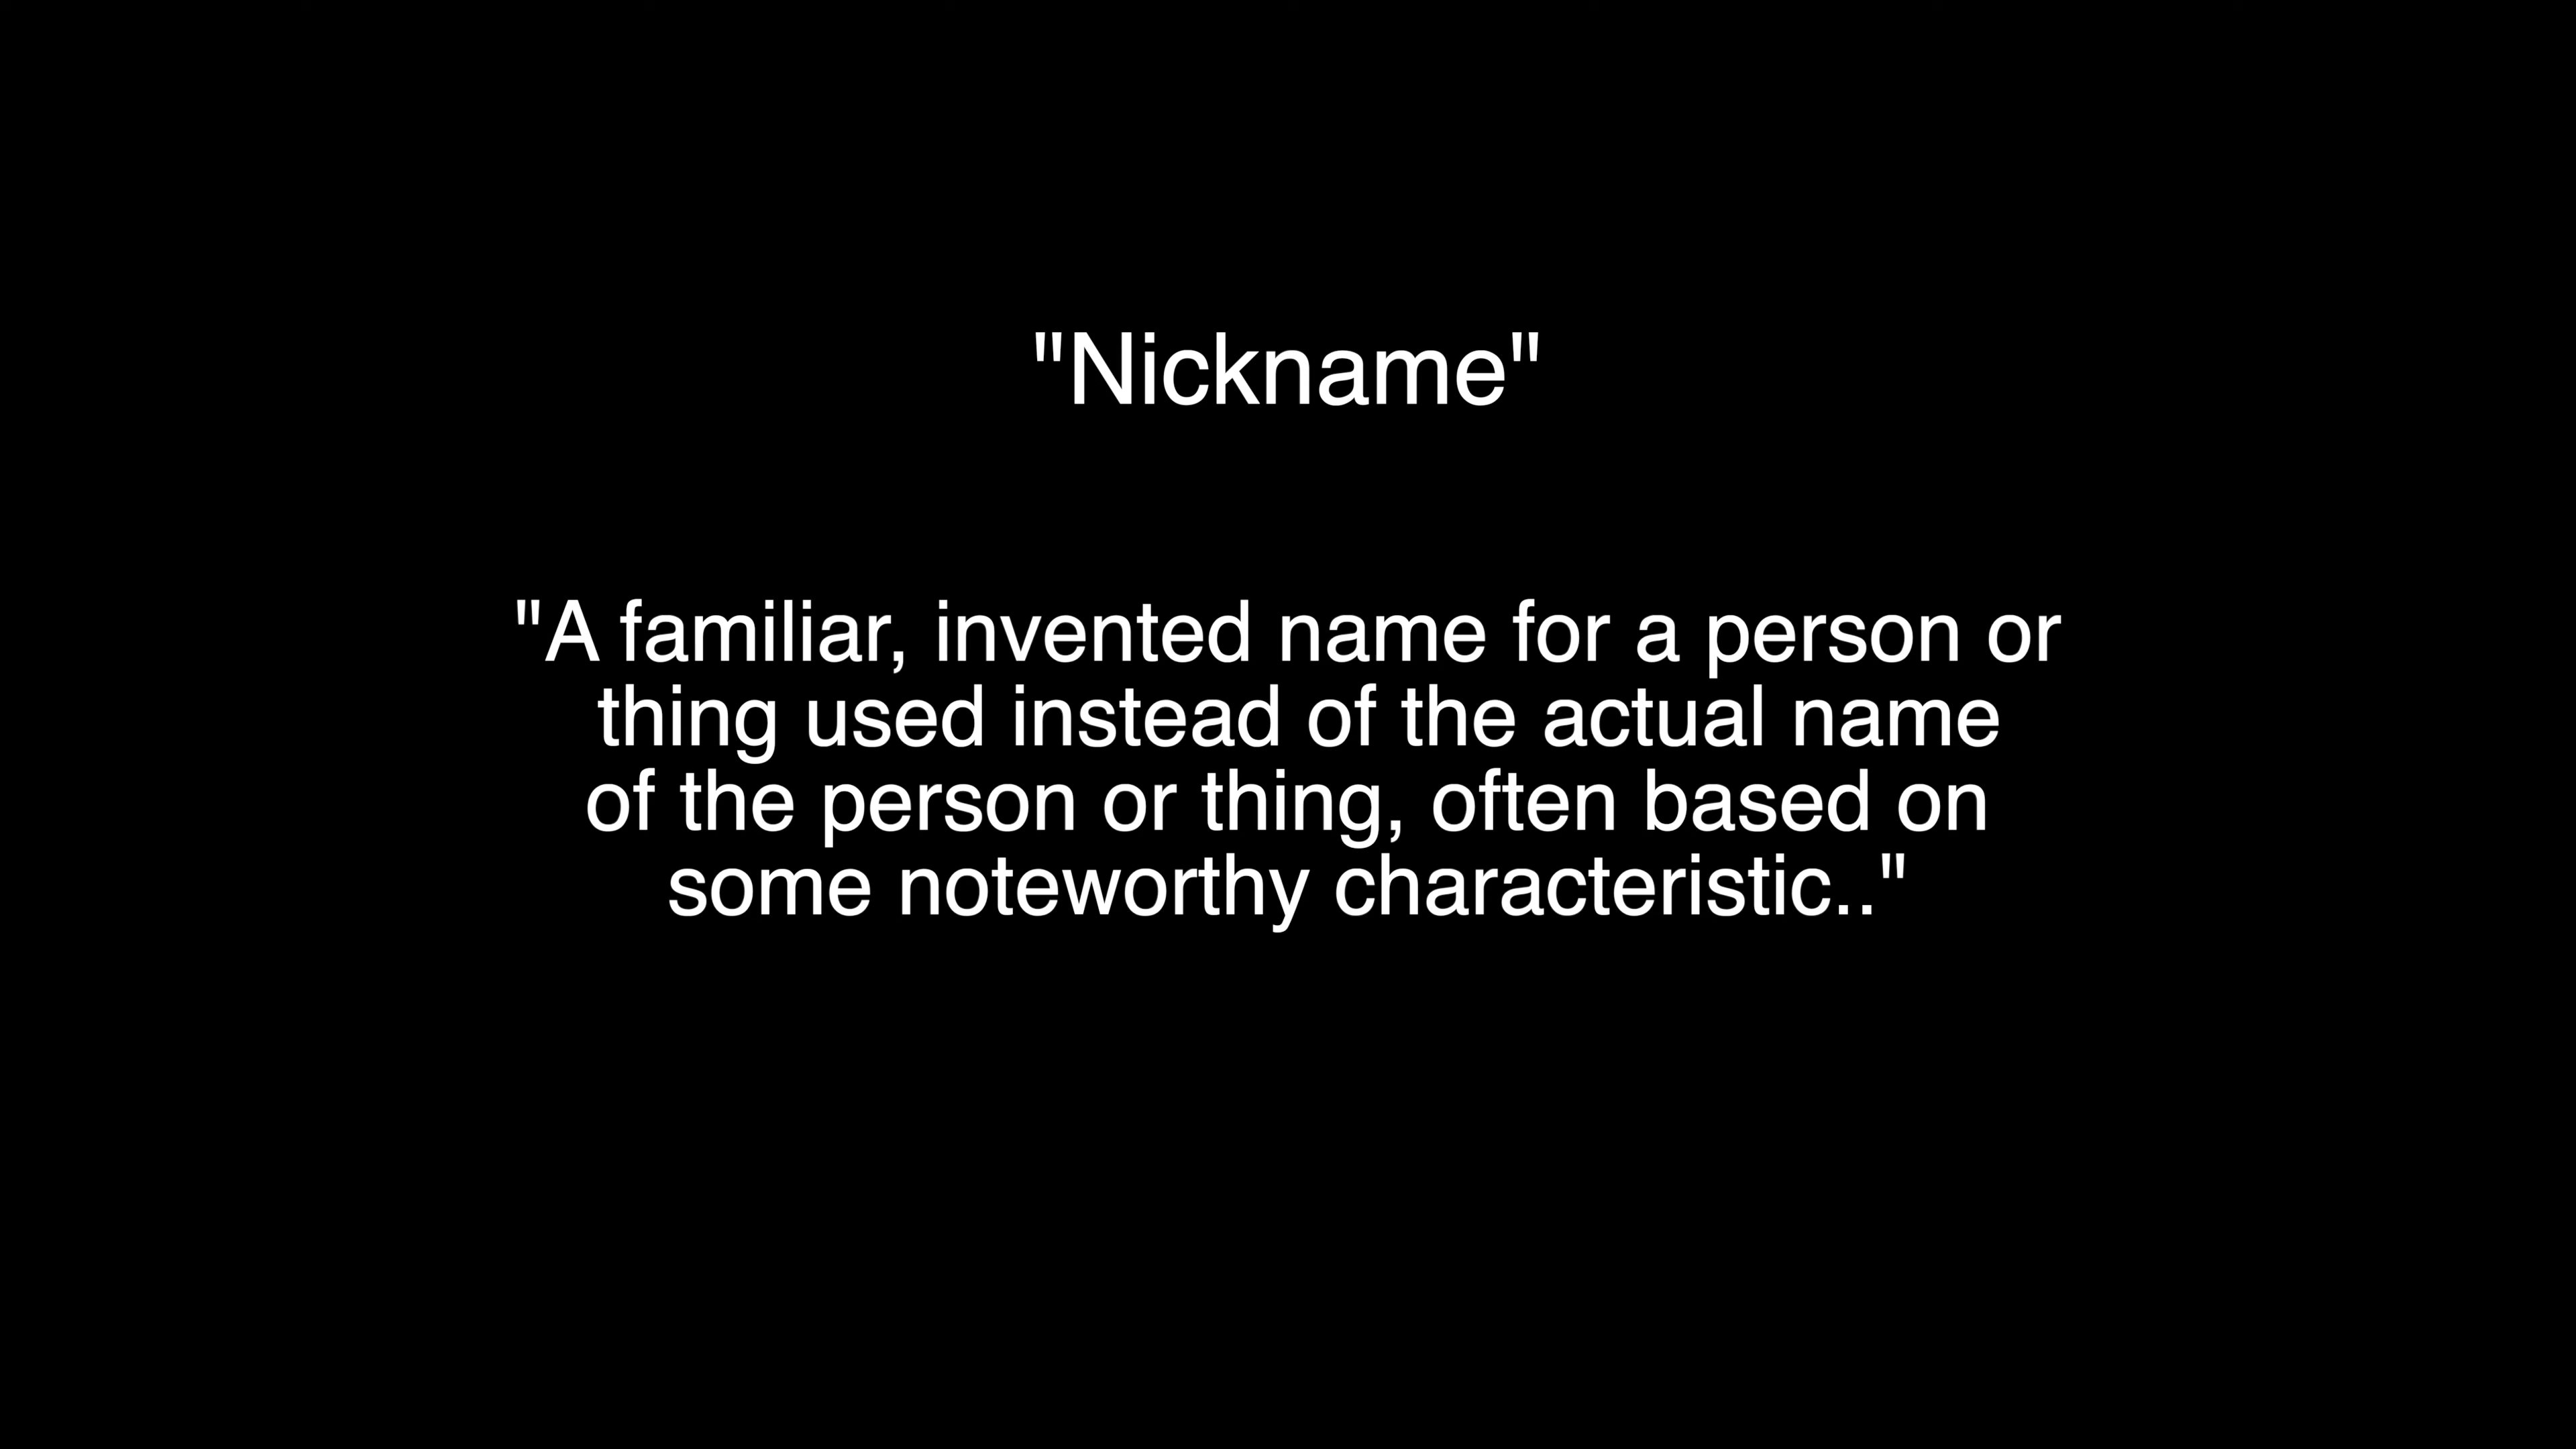 "Nickname"
"A familiar, invented name for a person or
thing used instead of the actual name
of the person or thing, often based on
some noteworthy characteristic.."